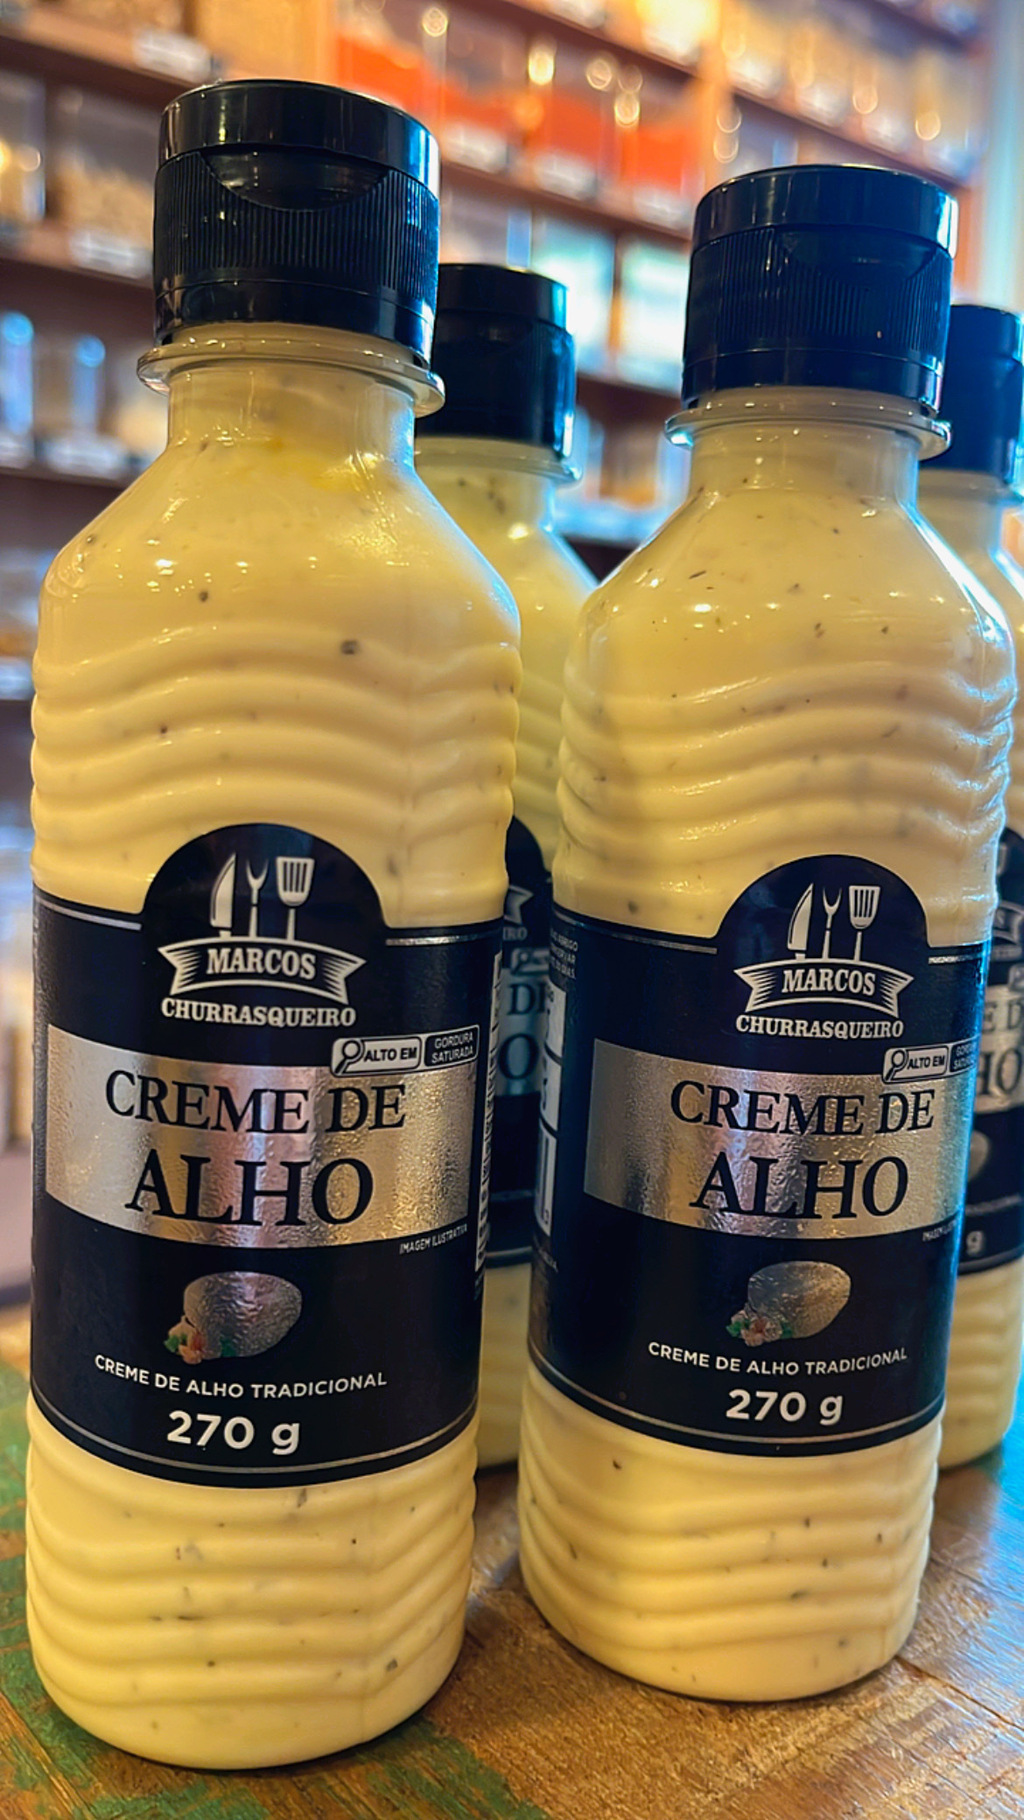 MARCOS
CHURRASQUEIRO
ALTO EM
GORDURA
SATURADA
CREME DE
ALHO
IMAGEM ILUSTRATIVA
CREME DE ALHO TRADICIONAL
270 g
MARCOS
CHURRASQUEIRO
ALTO EM
CREME DE
ALHO
CREME DE ALHO TRADICIONAL
270 g